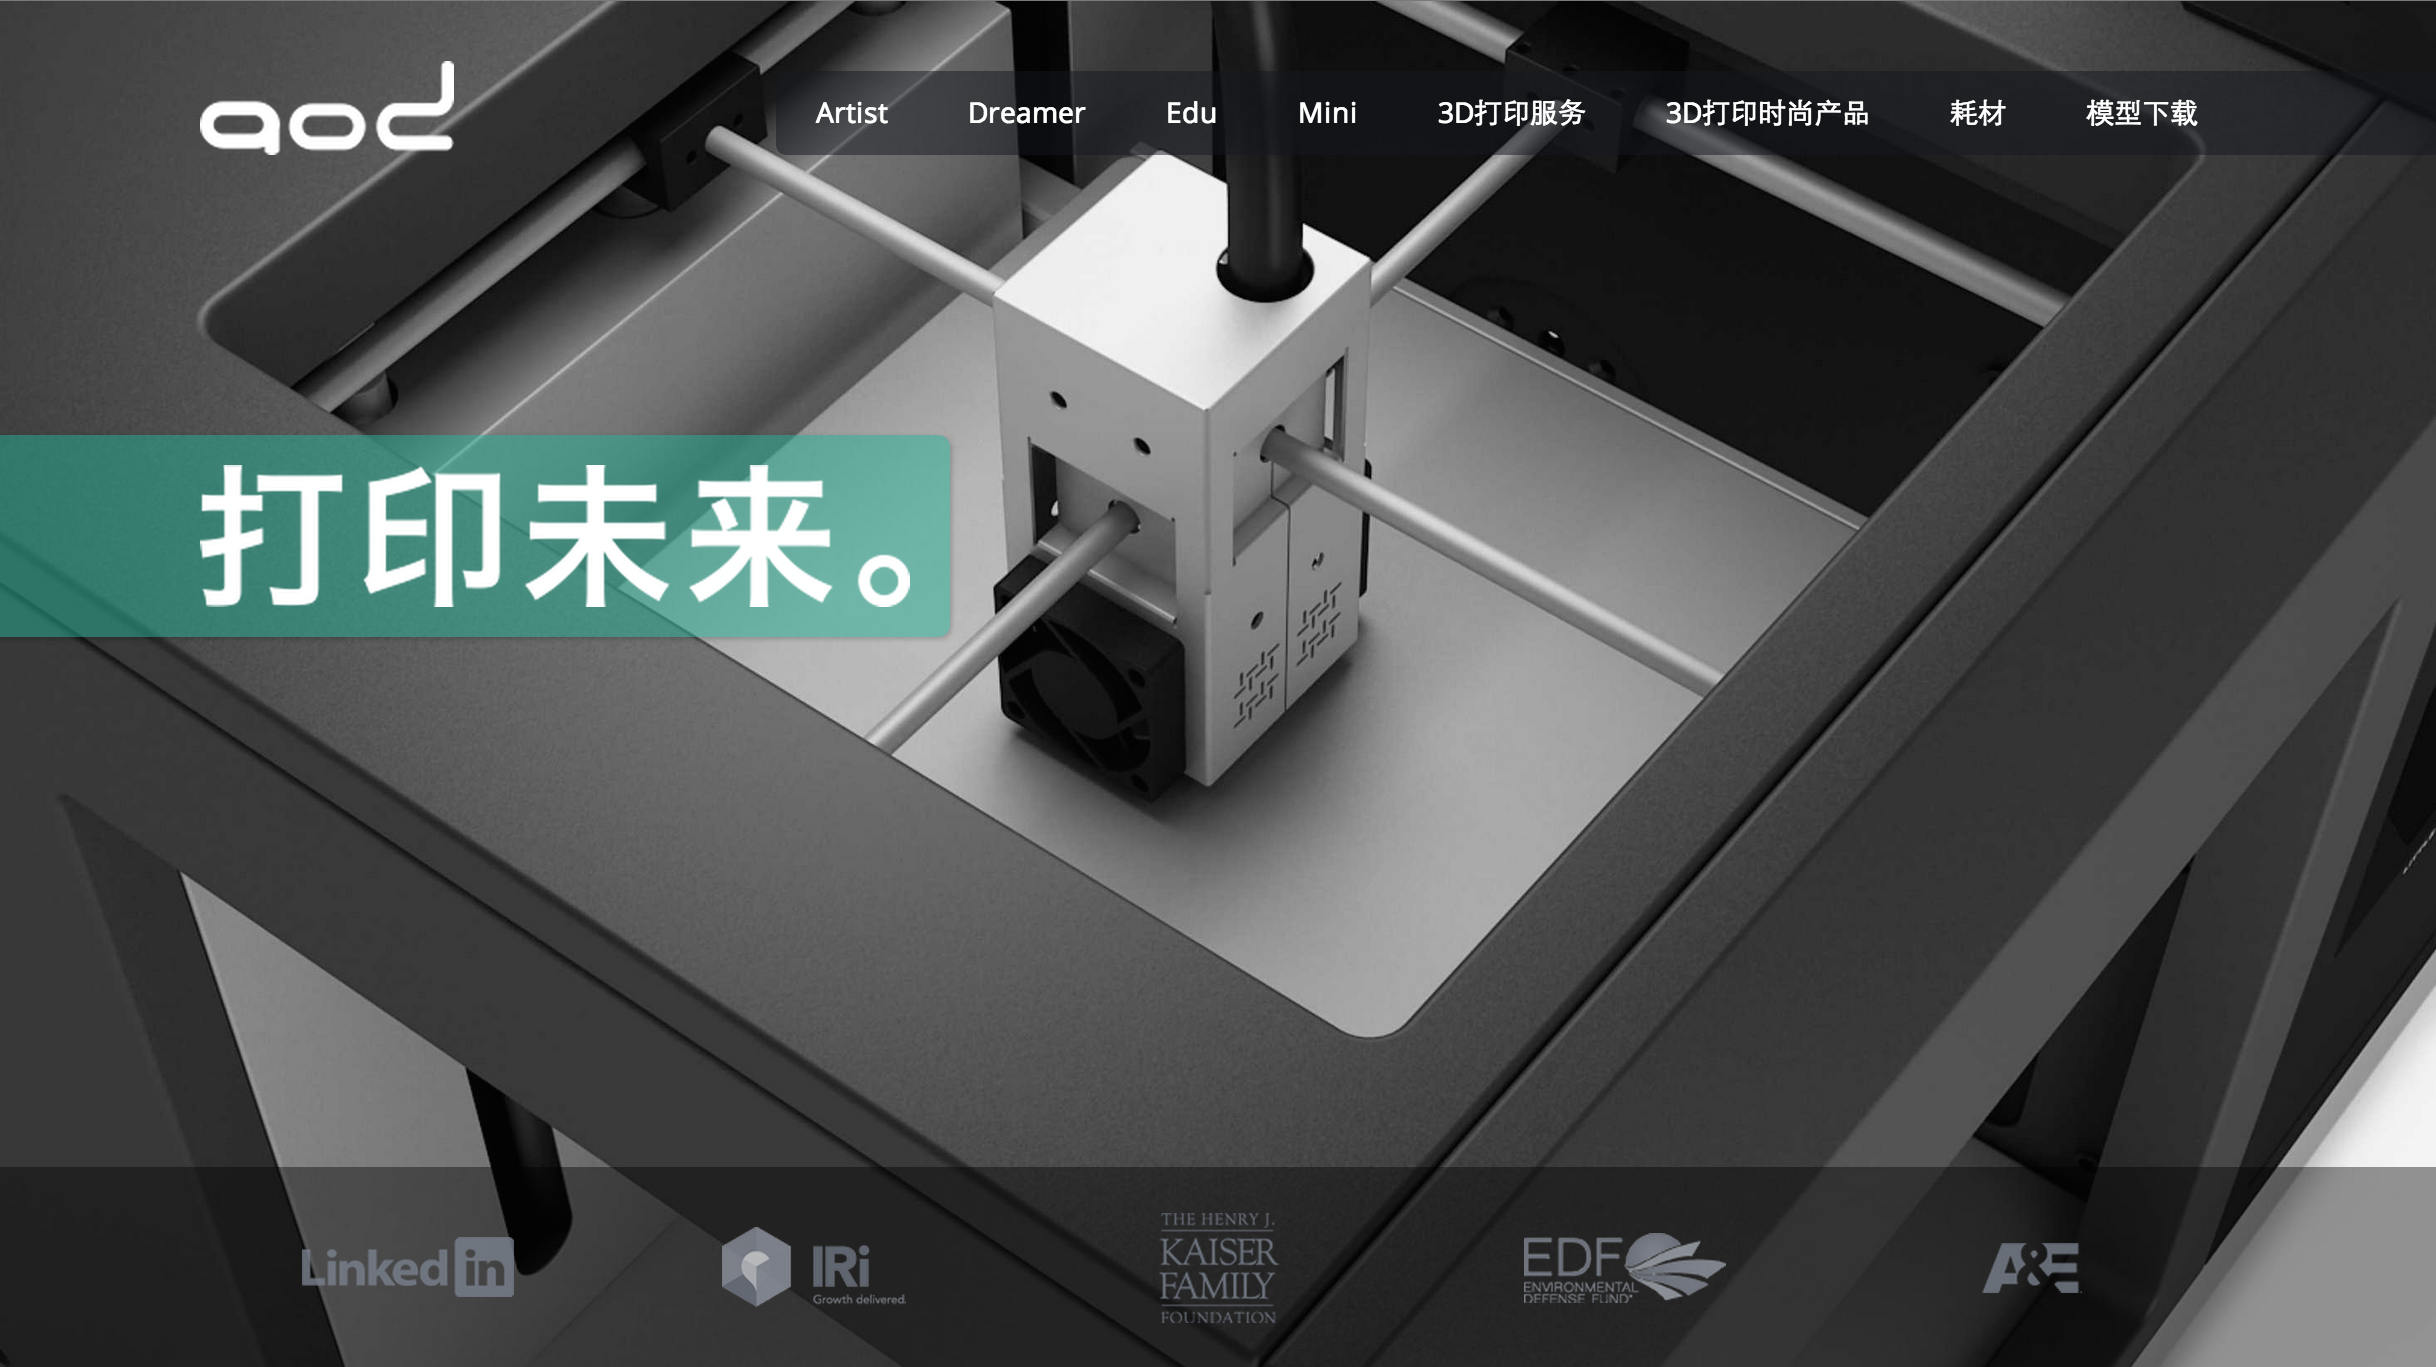 aod
Artist
Dreamer
Edu
Mini
3D打印服务
3D打印时尚产品
耗材
模型下载
打印未来。
Linked in
IRi
Growth delivered.
THE HENRY J.
KAISER
FAMILY
FOUNDATION
EDF
ENVIRONMENTAL
DEFENSE FUND
A&E